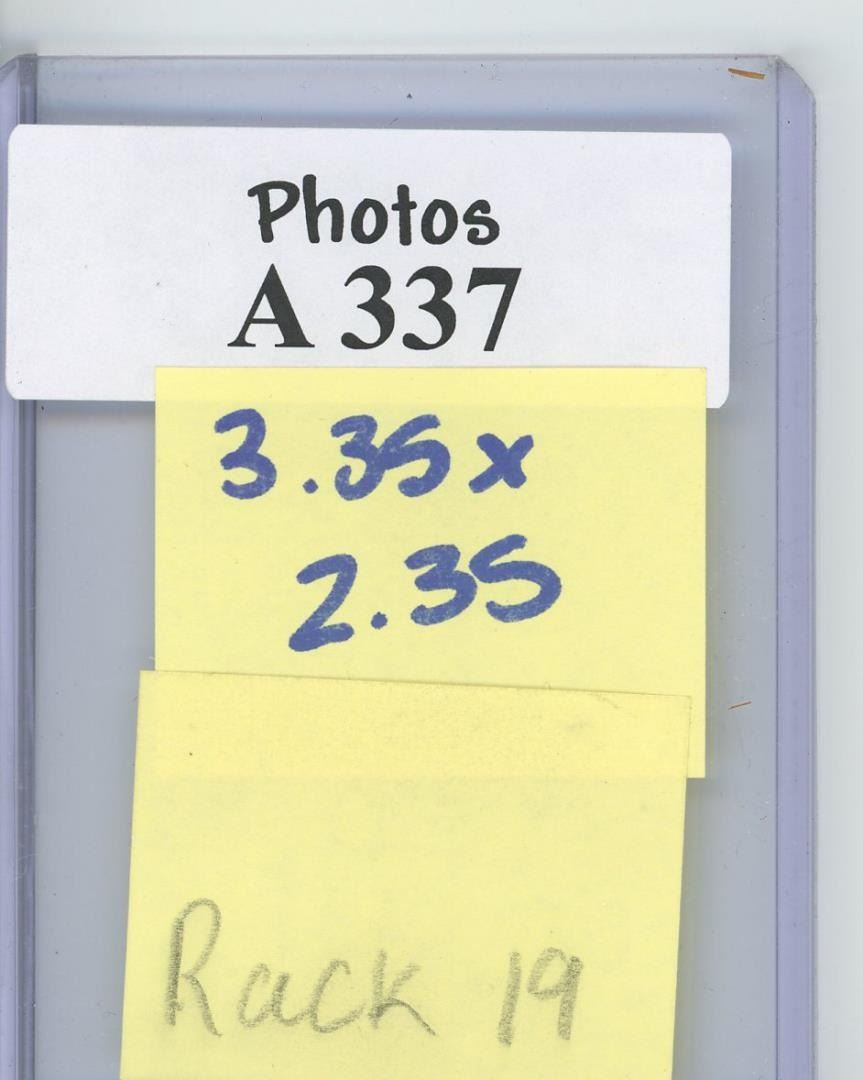 Photos
A 337
3.35 x
2.35
Rack 19